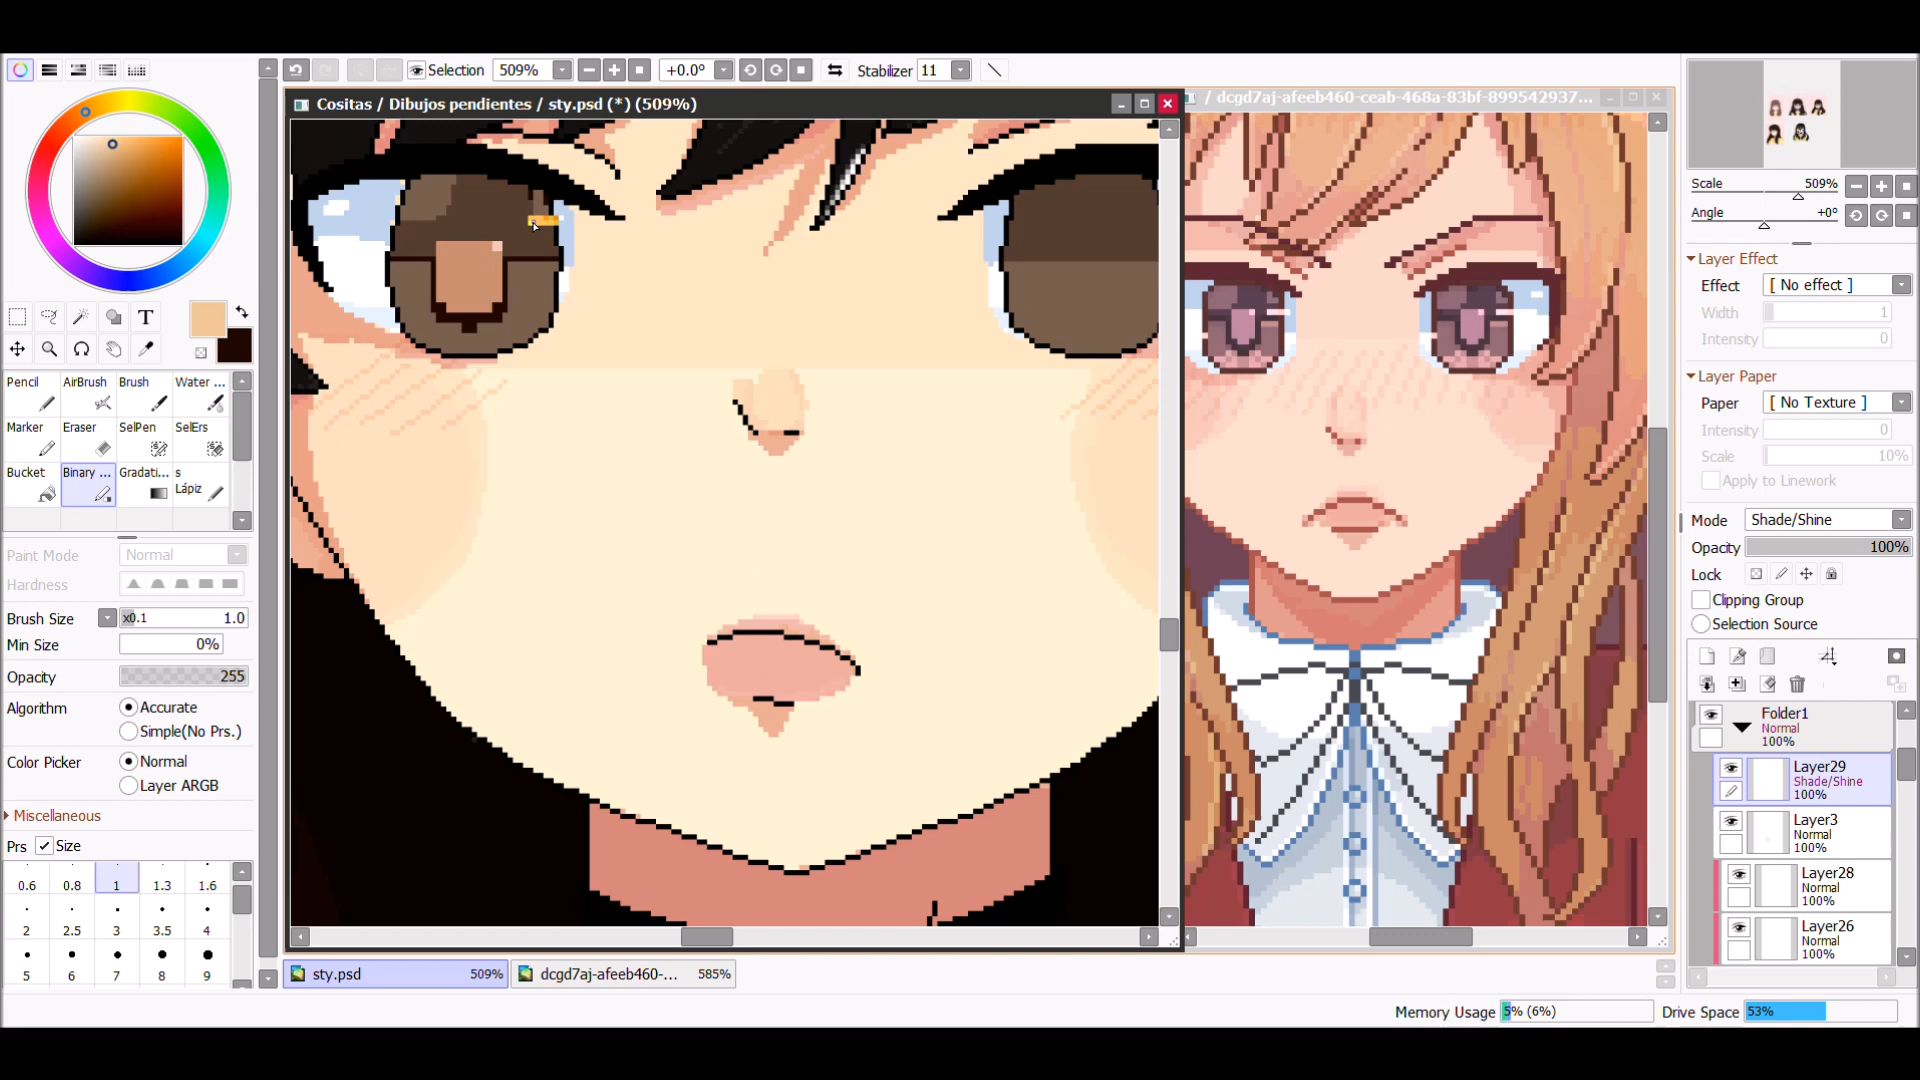 Selection
509%
+0.0°
Stabilizer
11
Cositas / Dibujos pendientes / sty.psd (*) (509%)
/ dcgd7aj-afeeb460-ceab-468a-83bf-899542937...
T
Pencil
AirBrush
Brush
Water ...
Marker
Eraser
SelPen
SelErs
Bucket
Binary ...
Gradati...
s
Lápiz
Paint Mode
Normal
Hardness
Brush Size
x0.1
1.0
Min Size
0%
Opacity
255
Algorithm
Accurate
Simple(No Prs.)
Color Picker
Normal
Layer ARGB
Miscellaneous
Prs
Size
0.6 0.8 1 1.3 1.6
2 2.5 3 3.5 4
5 6 7 8 9
sty.psd
509%
dcgd7aj-afeeb460-...
585%
Scale
509%
Angle
+0°
Layer Effect
Effect
[ No effect ]
Width
1
Intensity
0
Layer Paper
Paper
[ No Texture ]
Intensity
0
Scale
10%
Apply to Linework
Mode
Shade/Shine
Opacity
100%
Lock
Clipping Group
Selection Source
Folder1
Normal
100%
Layer29
Shade/Shine
100%
Layer3
Normal
100%
Layer28
Normal
100%
Layer26
Normal
100%
Memory Usage
5% (6%)
Drive Space
53%